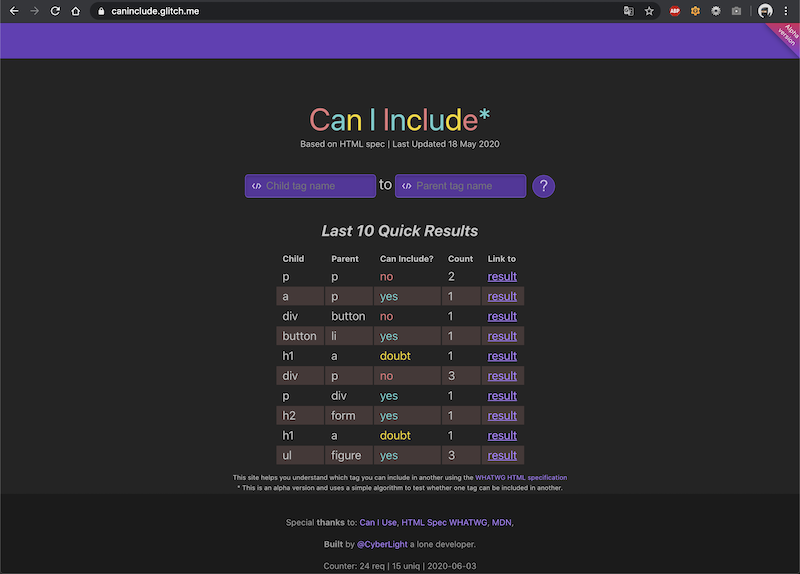 caninclude.glitch.me
ABP
Alpha
version
Can I Include*
Based on HTML spec | Last Updated 18 May 2020
</> Child tag name to </> Parent tag name ?
Last 10 Quick Results
Child Parent Can Include? Count Link to
p p no 2 result
a p yes 1 result
div button no 1 result
button li yes 1 result
h1 a doubt 1 result
div p no 3 result
p div yes 1 result
h2 form yes 1 result
h1 a doubt 1 result
ul figure yes 3 result
This site helps you understand which tag you can include in another using the WHATWG HTML specification
* This is an alpha version and uses a simple algorithm to test whether one tag can be included in another.
Special thanks to: Can I Use, HTML Spec WHATWG, MDN,
Built by @CyberLight a lone developer.
Counter: 24 req | 15 uniq | 2020-06-03